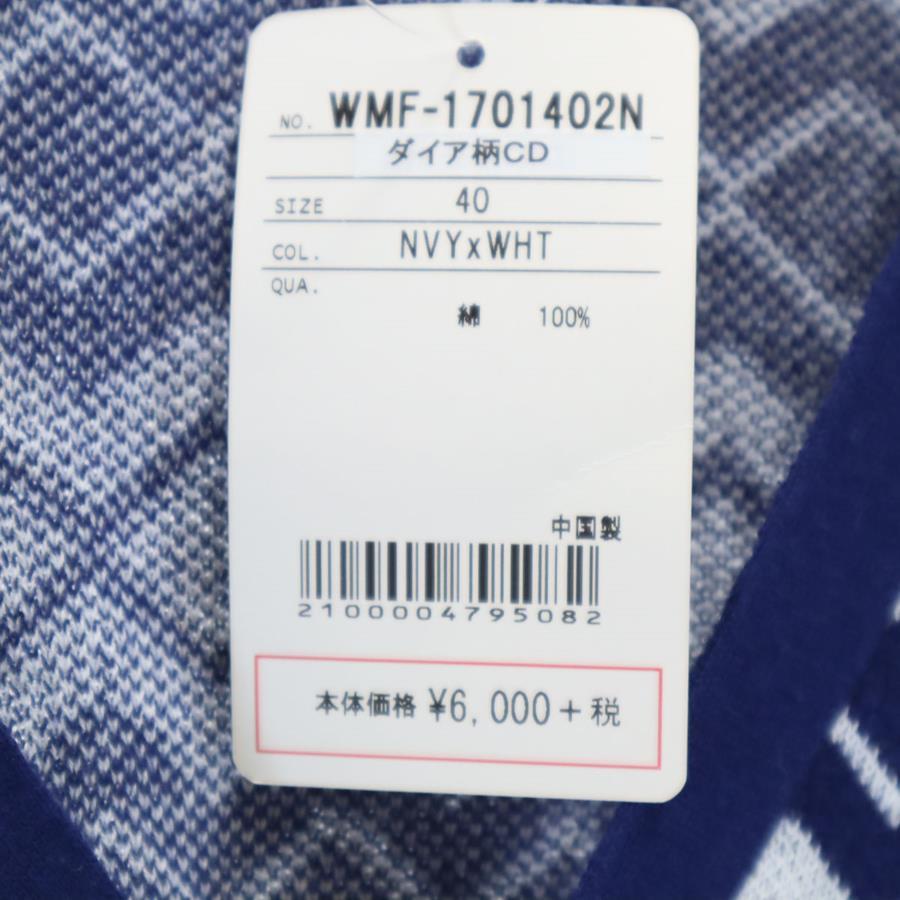 NO. WMF-1701402N
ダイア柄CD
SIZE 40
COL. NVYxWHT
QUA.
綿 100%
中国製
2100004795082
本体価格 ¥6,000+税